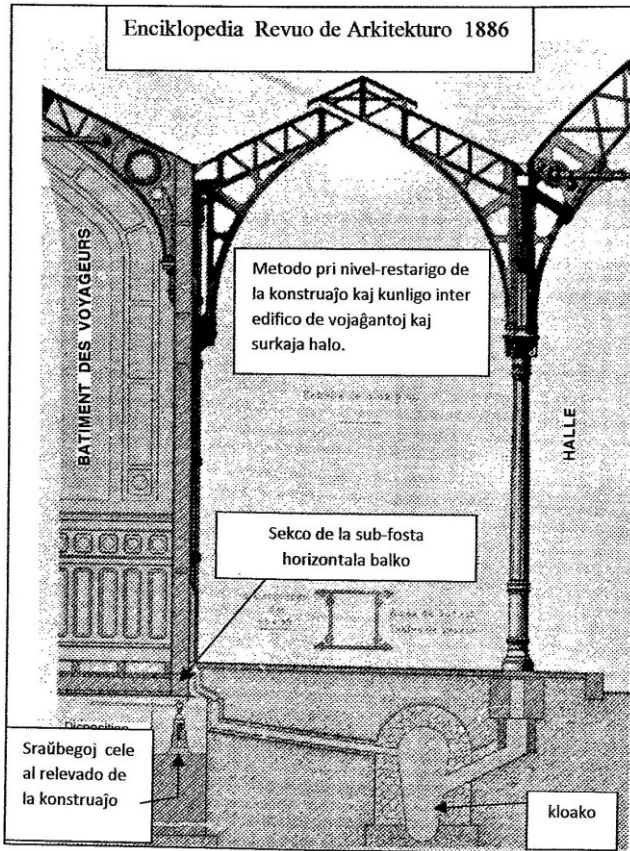 Enciklopedia Revuo de Arkitekturo 1886
BATIMENT DES VOYAGEURS
Metodo pri nivel-restarigo de
la konstruaĵo kaj kunligo inter
edifico de vojaĝantoj kaj
surkaja halo.
HALLE
Sekco de la sub-fosta
horizontala balko
Disposition
Sraŭbegoj cele
al relevado de
la konstruaĵo
kloako